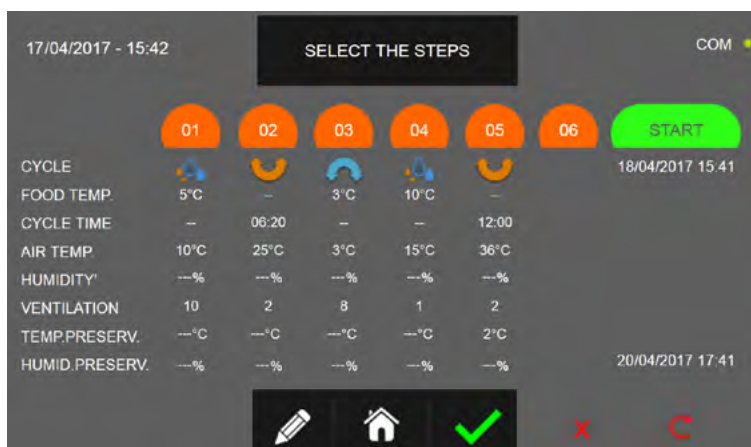 17/04/2017 - 15:42 SELECT THE STEPS COM
01 02 03 04 05 06 START
CYCLE 18/04/2017 15:41
FOOD TEMP. 5°C -- 3°C 10°C --
CYCLE TIME -- 06:20 -- -- 12:00
AIR TEMP. 10°C 25°C 3°C 15°C 36°C
HUMIDITY' ---% ---% ---% ---% ---%
VENTILATION 10 2 8 1 2
TEMP.PRESERV. ---°C ---°C ---°C ---°C 2°C
HUMID.PRESERV. ---% ---% ---% ---% ---% 20/04/2017 17:41